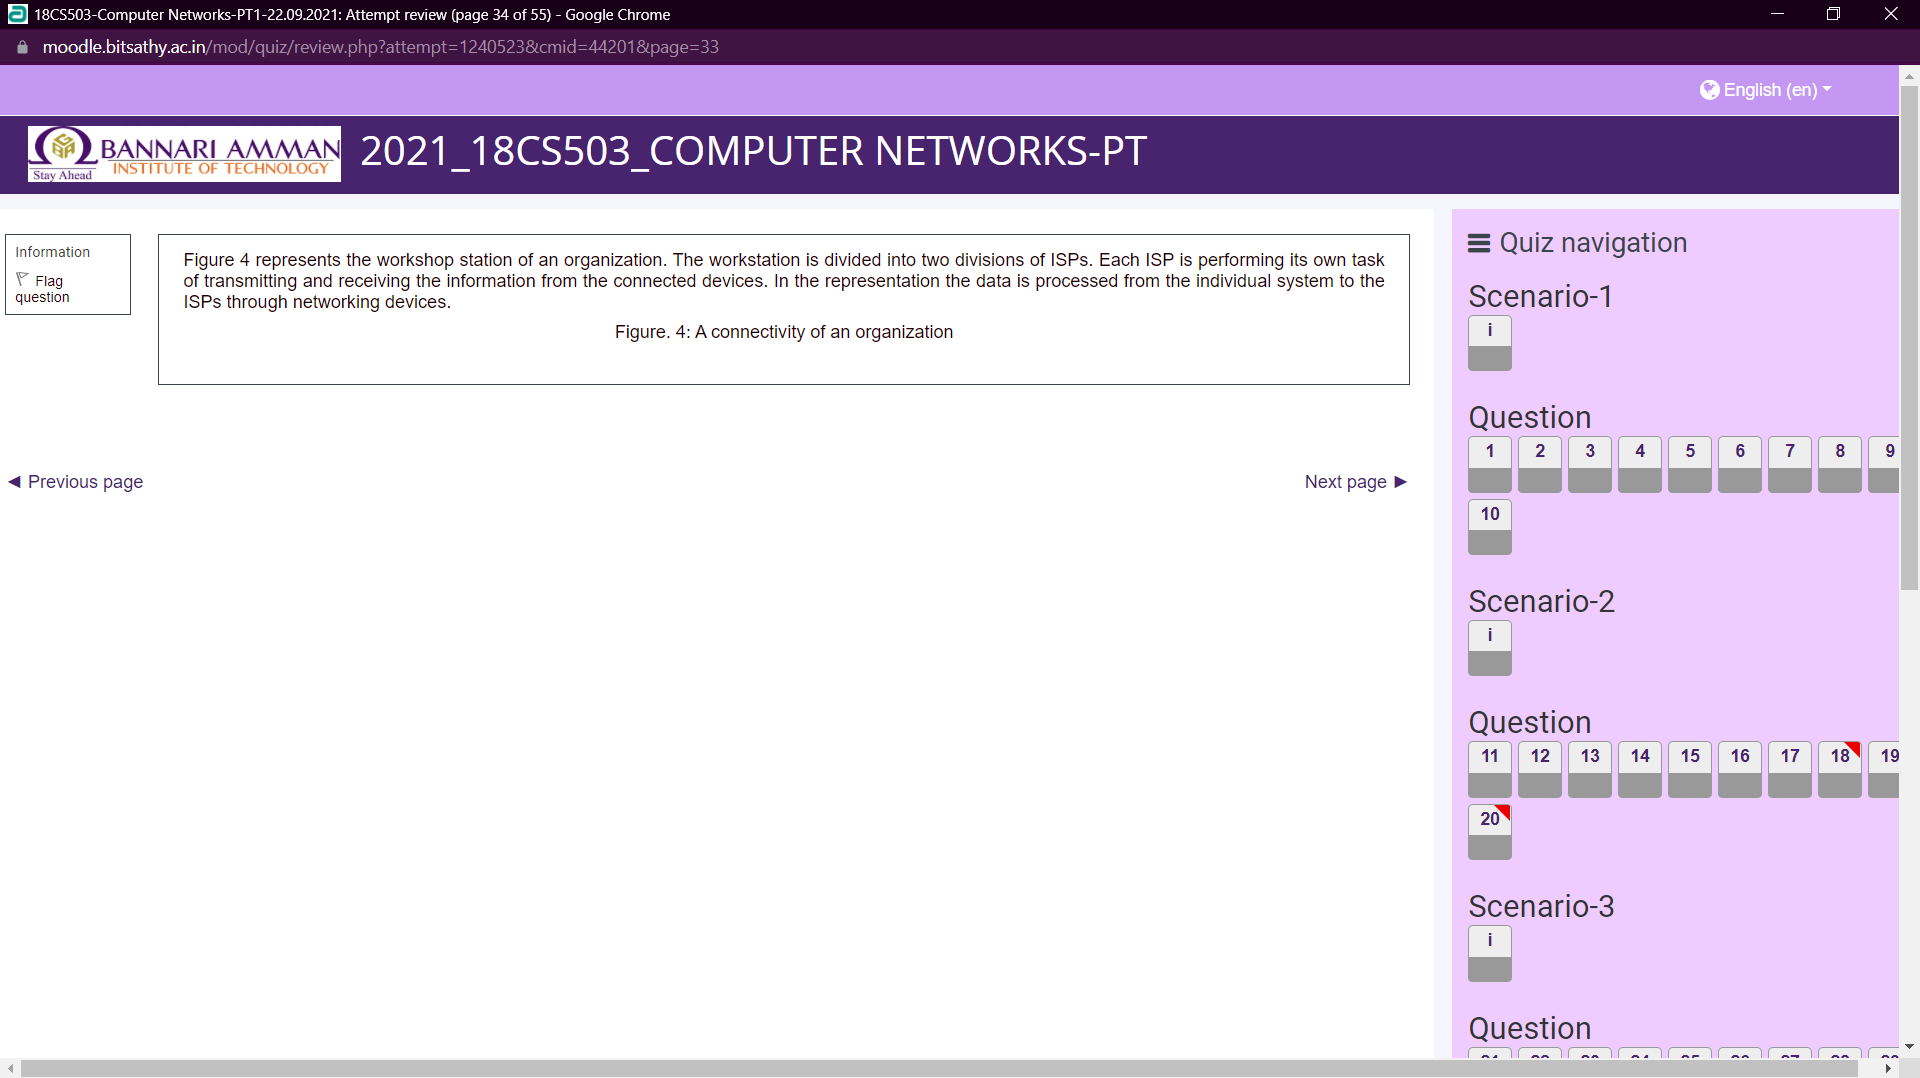 18CS503-Computer Networks-PT1-22.09.2021: Attempt review (page 34 of 55) - Google Chrome
moodle.bitsathy.ac.in/mod/quiz/review.php?attempt=1240523&cmid=44201&page=33
English (en)
BANNARI AMMAN
INSTITUTE OF TECHNOLOGY
Stay Ahead
2021_18CS503_COMPUTER NETWORKS-PT
Information
Flag
question
Figure 4 represents the workshop station of an organization. The workstation is divided into two divisions of ISPs. Each ISP is performing its own task
of transmitting and receiving the information from the connected devices. In the representation the data is processed from the individual system to the
ISPs through networking devices.
Figure. 4: A connectivity of an organization
Previous page
Next page
Quiz navigation
Scenario-1
i
Question
1 2 3 4 5 6 7 8 9
10
Scenario-2
i
Question
11 12 13 14 15 16 17 18 19
20
Scenario-3
i
Question